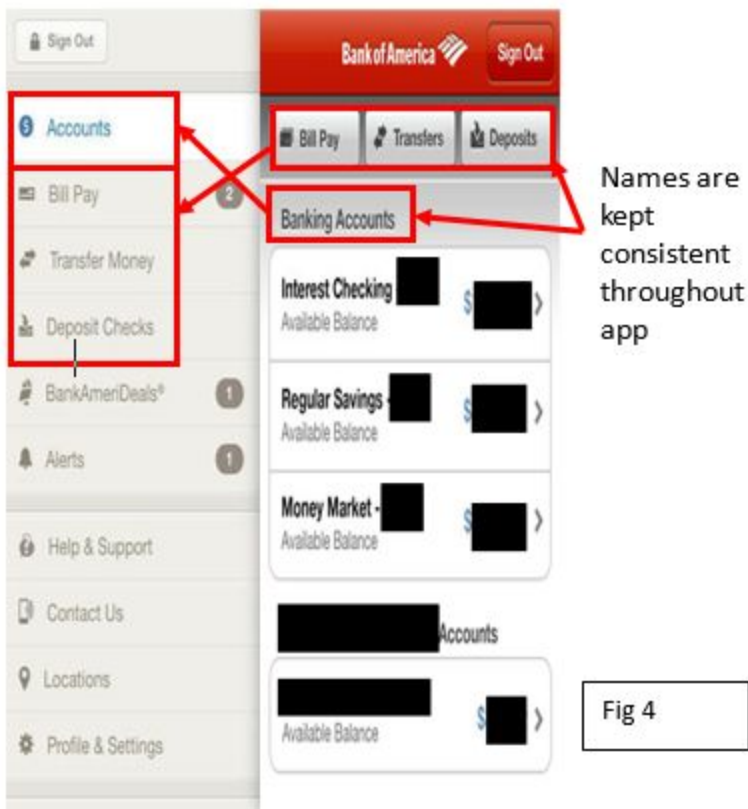 Sign Out
Accounts
Bill Pay 2
Transfer Money
Deposit Checks
BankAmeriDeals® 1
Alerts 1
Help & Support
Contact Us
Locations
Profile & Settings
Bank of America Sign Out
Bill Pay Transfers Deposits
Banking Accounts
Interest Checking
Available Balance $
Regular Savings -
Available Balance $
Money Market -
Available Balance $
Accounts
Available Balance $
Names are
kept
consistent
throughout
app
Fig 4